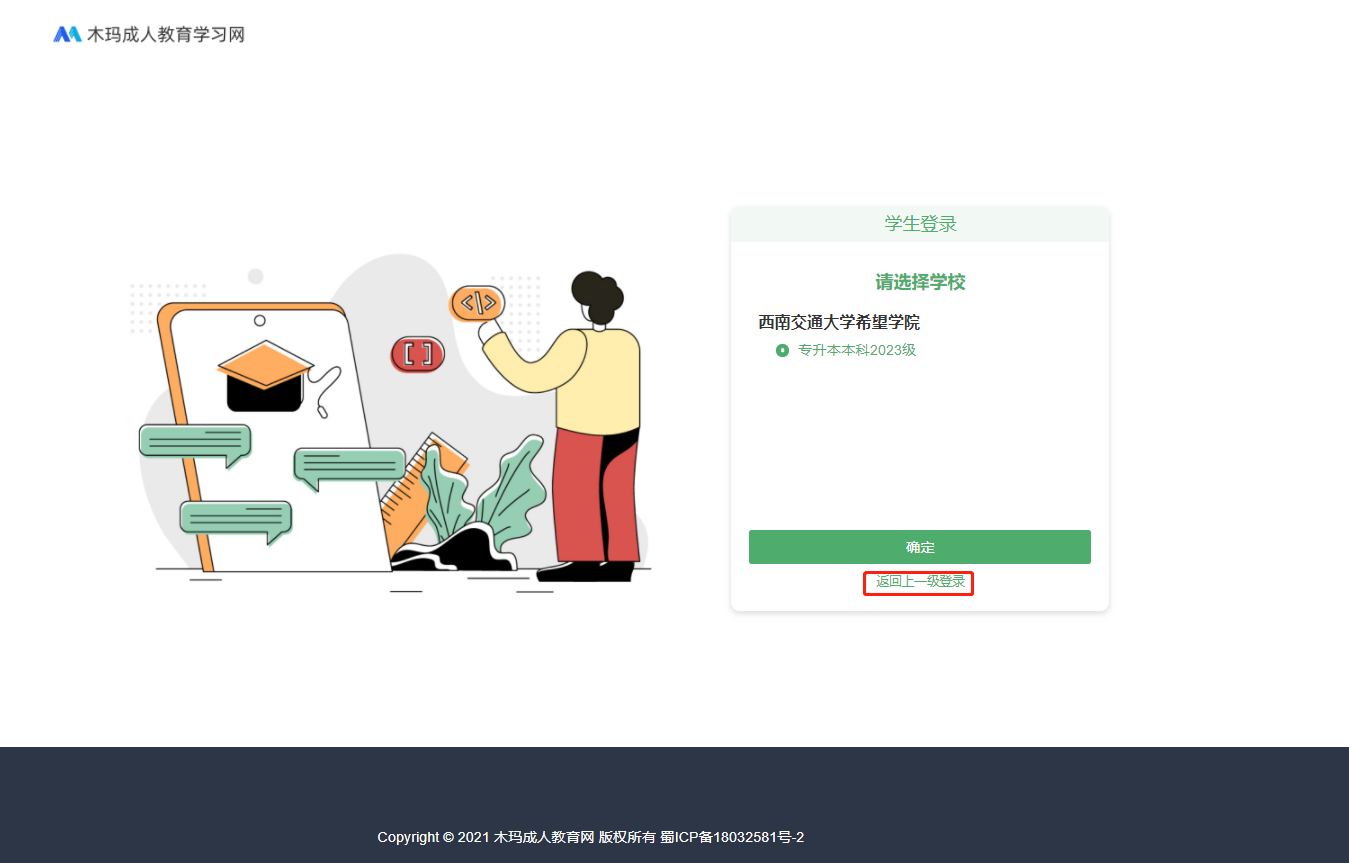 木玛成人教育学习网
学生登录
请选择学校
西南交通大学希望学院
专升本本科2023级
</>
[ ]
确定
返回上一级登录
Copyright © 2021 木玛成人教育网 版权所有 蜀ICP备18032581号-2